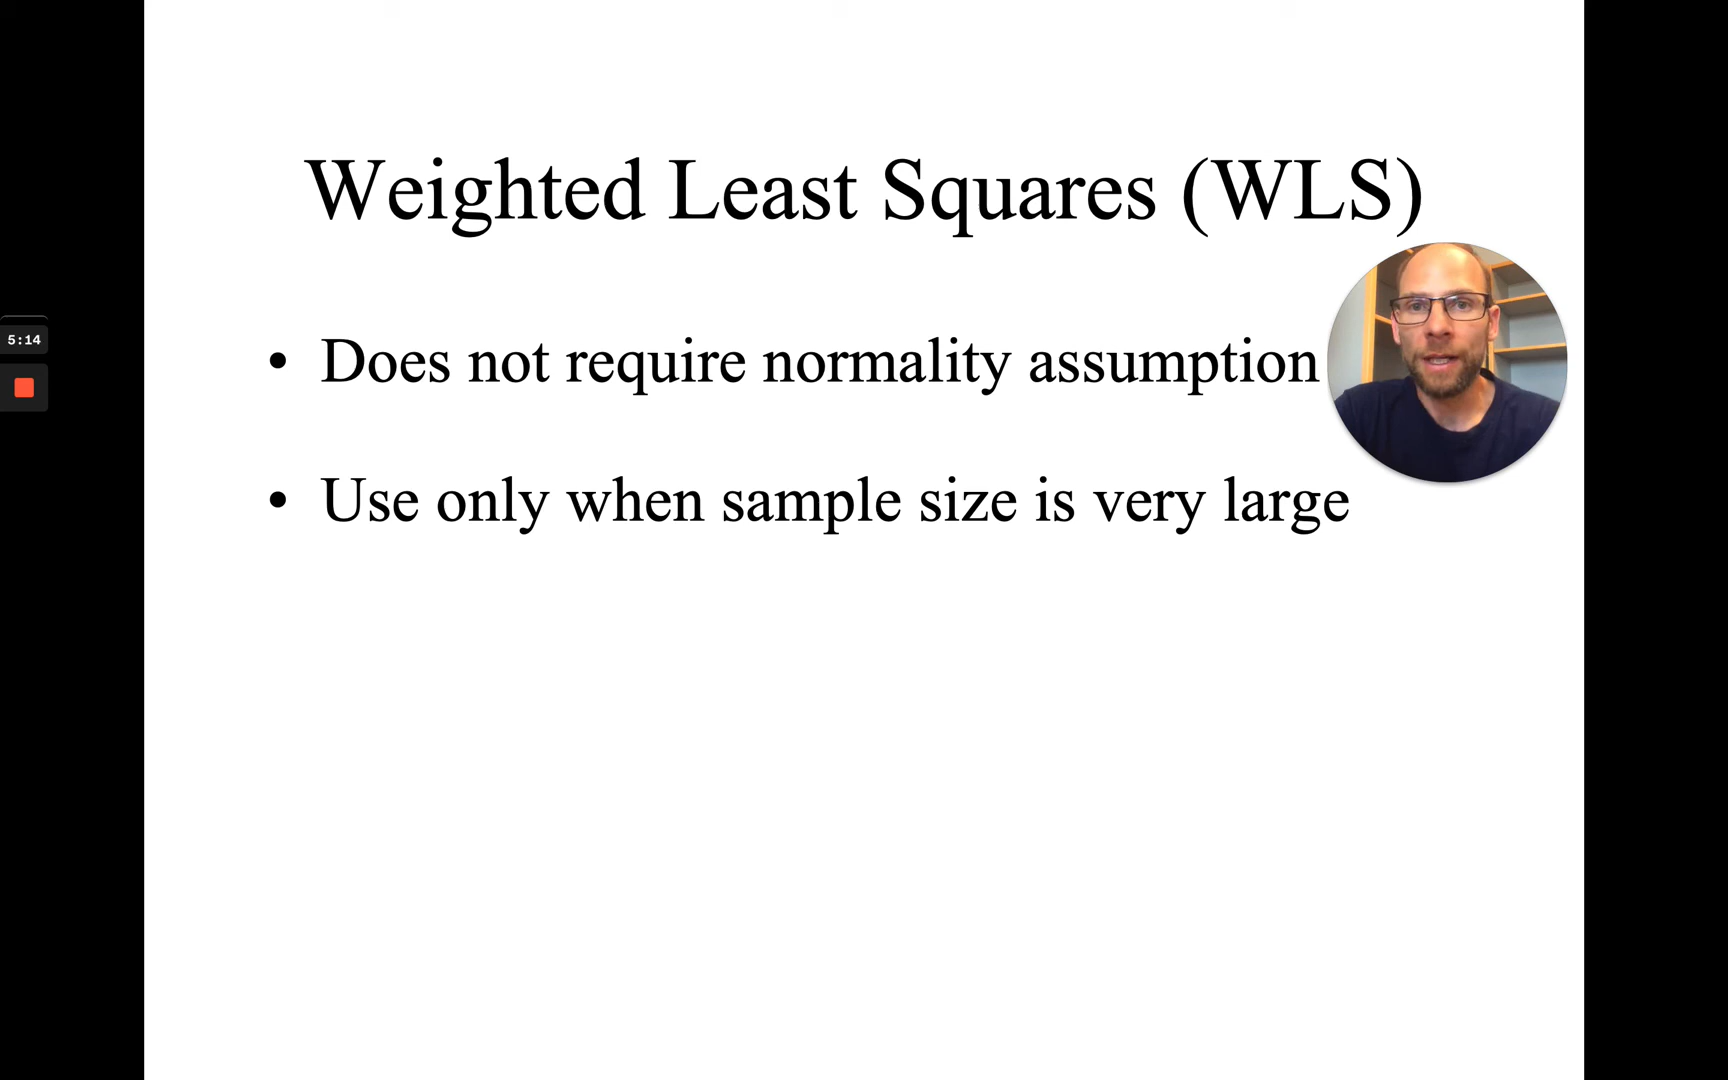 Weighted Least Squares (WLS)
• Does not require normality assumption
5:14
• Use only when sample size is very large